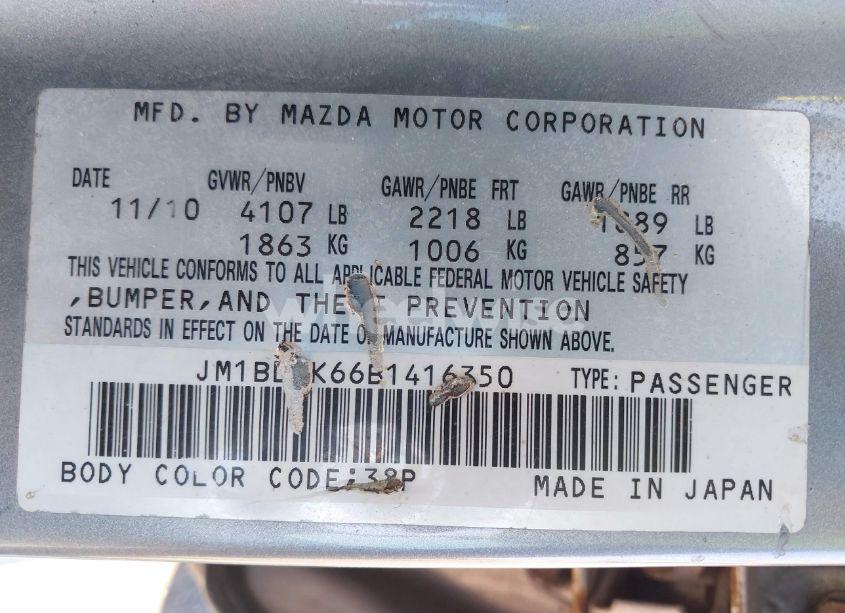 MFD. BY MAZDA MOTOR CORPORATION
DATE GVWR/PNBV GAWR/PNBE FRT GAWR/PNBE RR
11/10 4107 LB 2218 LB 1889 LB
1863 KG 1006 KG 857 KG
THIS VEHICLE CONFORMS TO ALL APPLICABLE FEDERAL MOTOR VEHICLE SAFETY
,BUMPER,AND THEFT PREVENTION
STANDARDS IN EFFECT ON THE DATE OF MANUFACTURE SHOWN ABOVE.
TYPE: PASSENGER
BODY COLOR CODE:38P
MADE IN JAPAN